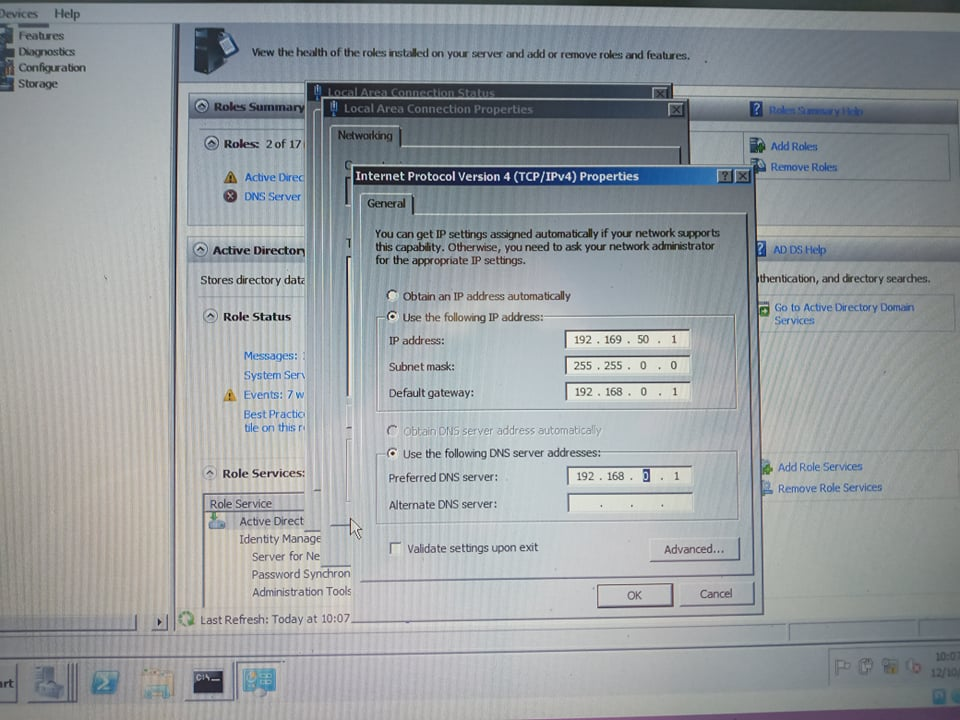 Devices Help
Features
Diagnostics
Configuration
Storage
View the health of the roles installed on your server and add or remove roles and features.
Roles Summary
Roles: 2 of 17
Active Direc
DNS Server
Roles Summary Help
Add Roles
Remove Roles
Active Directory
Stores directory data
AD DS Help
thentication, and directory searches.
Go to Active Directory Domain
Services
Role Status
Messages:
System Serv
Events: 7 w
Best Practic
tile on this r
Role Services:
Role Service
Active Direct
Identity Manage
Server for Ne
Password Synchron
Administration Tools
Add Role Services
Remove Role Services
Last Refresh: Today at 10:07
Local Area Connection Status
Local Area Connection Properties
Networking
Internet Protocol Version 4 (TCP/IPv4) Properties
General
You can get IP settings assigned automatically if your network supports
this capability. Otherwise, you need to ask your network administrator
for the appropriate IP settings.
Obtain an IP address automatically
Use the following IP address:
IP address: 192 . 169 . 50 . 1
Subnet mask: 255 . 255 . 0 . 0
Default gateway: 192 . 168 . 0 . 1
Obtain DNS server address automatically
Use the following DNS server addresses:
Preferred DNS server: 192 . 168 . 0 . 1
Alternate DNS server: . . .
Validate settings upon exit
Advanced...
OK Cancel
art
C:\_
10:07
12/10/